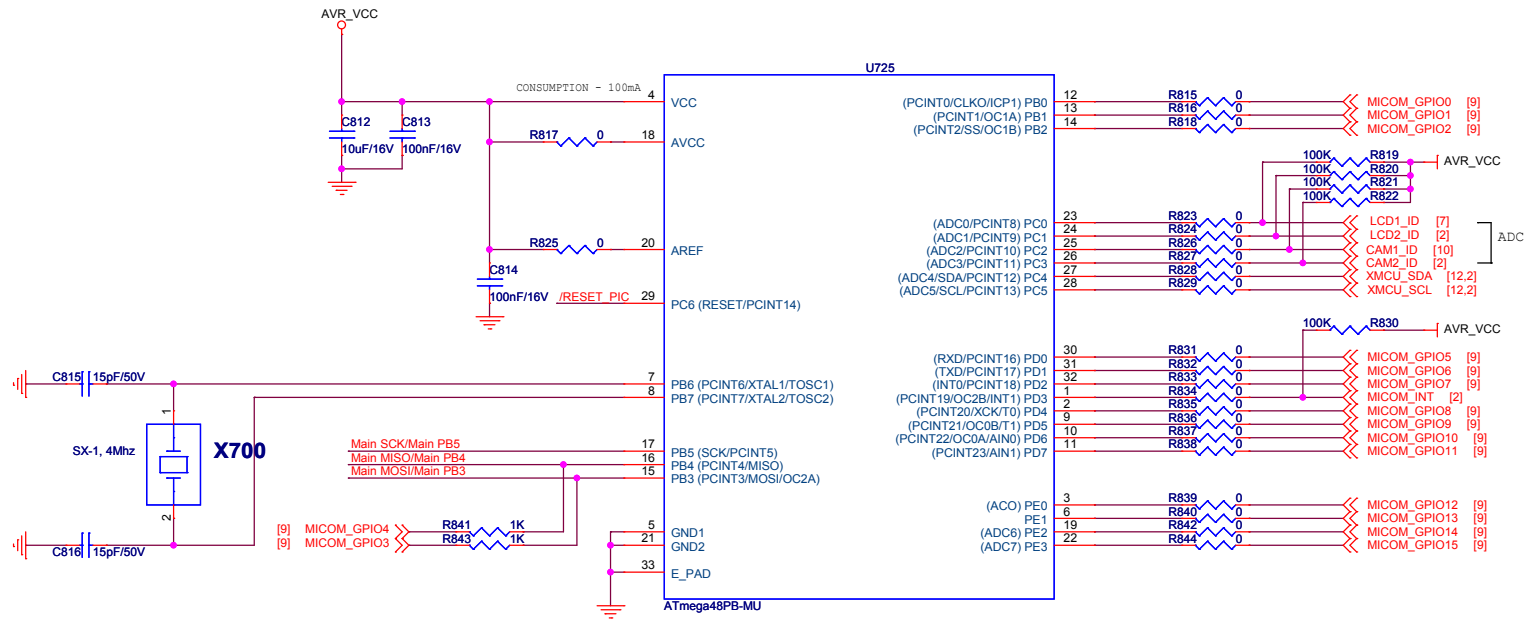 AVR_VCC
U725
CONSUMPTION - 100mA
4 VCC
C812 10uF/16V
C813 100nF/16V
R817 0 18 AVCC
R825 0 20 AREF
C814 100nF/16V
/RESET_PIC 29 PC6 (RESET/PCINT14)
C815 15pF/50V
7 PB6 (PCINT6/XTAL1/TOSC1)
8 PB7 (PCINT7/XTAL2/TOSC2)
1
SX-1, 4Mhz
X700
2
C816 15pF/50V
Main SCK/Main PB5 17 PB5 (SCK/PCINT5)
Main MISO/Main PB4 16 PB4 (PCINT4/MISO)
Main MOSI/Main PB3 15 PB3 (PCINT3/MOSI/OC2A)
[9] MICOM_GPIO4 R841 1K
[9] MICOM_GPIO3 R843 1K
5 GND1
21 GND2
33 E_PAD
ATmega48PB-MU
(PCINT0/CLKO/ICP1) PB0 12 R815 0 MICOM_GPIO0 [9]
(PCINT1/OC1A) PB1 13 R816 0 MICOM_GPIO1 [9]
(PCINT2/SS/OC1B) PB2 14 R818 0 MICOM_GPIO2 [9]
100K R819 AVR_VCC
100K R820
100K R821
100K R822
(ADC0/PCINT8) PC0 23 R823 0 LCD1_ID [7]
(ADC1/PCINT9) PC1 24 R824 0 LCD2_ID [2]
(ADC2/PCINT10) PC2 25 R826 0 CAM1_ID [10]
(ADC3/PCINT11) PC3 26 R827 0 CAM2_ID [2]
ADC
(ADC4/SDA/PCINT12) PC4 27 R828 0 XMCU_SDA [12,2]
(ADC5/SCL/PCINT13) PC5 28 R829 0 XMCU_SCL [12,2]
100K R830 AVR_VCC
(RXD/PCINT16) PD0 30 R831 0 MICOM_GPIO5 [9]
(TXD/PCINT17) PD1 31 R832 0 MICOM_GPIO6 [9]
(INT0/PCINT18) PD2 32 R833 0 MICOM_GPIO7 [9]
(PCINT19/OC2B/INT1) PD3 1 R834 0 MICOM_INT [2]
(PCINT20/XCK/T0) PD4 2 R835 0 MICOM_GPIO8 [9]
(PCINT21/OC0B/T1) PD5 9 R836 0 MICOM_GPIO9 [9]
(PCINT22/OC0A/AIN0) PD6 10 R837 0 MICOM_GPIO10 [9]
(PCINT23/AIN1) PD7 11 R838 0 MICOM_GPIO11 [9]
(ACO) PE0 3 R839 0 MICOM_GPIO12 [9]
PE1 6 R840 0 MICOM_GPIO13 [9]
(ADC6) PE2 19 R842 0 MICOM_GPIO14 [9]
(ADC7) PE3 22 R844 0 MICOM_GPIO15 [9]